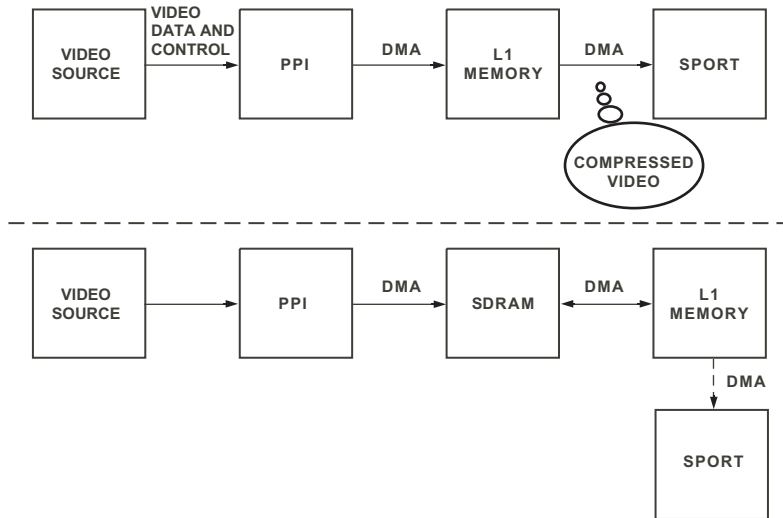 VIDEO
DATA AND
CONTROL
VIDEO
SOURCE
PPI
DMA
L1
MEMORY
DMA
SPORT
COMPRESSED
VIDEO
VIDEO
SOURCE
PPI
DMA
SDRAM
DMA
L1
MEMORY
DMA
SPORT